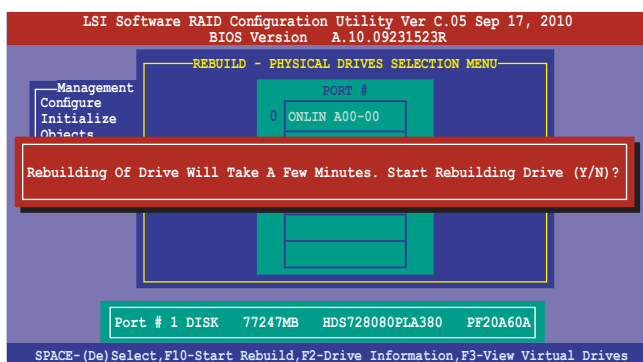 LSI Software RAID Configuration Utility Ver C.05 Sep 17, 2010
BIOS Version A.10.09231523R
REBUILD - PHYSICAL DRIVES SELECTION MENU
Management
Configure
Initialize
Objects
PORT #
0 ONLIN A00-00
Rebuilding Of Drive Will Take A Few Minutes. Start Rebuilding Drive (Y/N)?
Port # 1 DISK 77247MB HDS728080PLA380 PF20A60A
SPACE-(De)Select,F10-Start Rebuild,F2-Drive Information,F3-View Virtual Drives